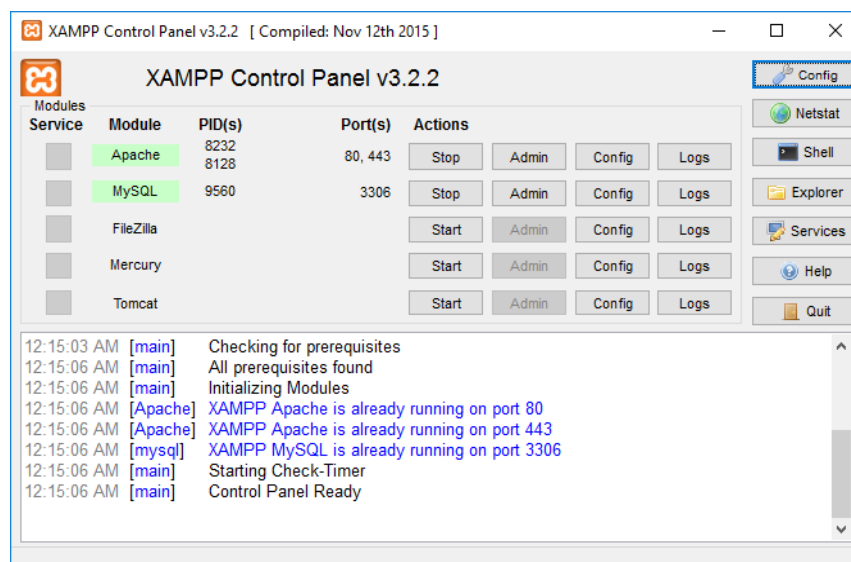 XAMPP Control Panel v3.2.2 [ Compiled: Nov 12th 2015 ]
XAMPP Control Panel v3.2.2
Config
Modules
Service Module PID(s) Port(s) Actions
Netstat
Apache 8232 8128 80, 443 Stop Admin Config Logs
Shell
MySQL 9560 3306 Stop Admin Config Logs
Explorer
FileZilla Start Admin Config Logs
Services
Mercury Start Admin Config Logs
Help
Tomcat Start Admin Config Logs
Quit
12:15:03 AM [main] Checking for prerequisites
12:15:06 AM [main] All prerequisites found
12:15:06 AM [main] Initializing Modules
12:15:06 AM [Apache] XAMPP Apache is already running on port 80
12:15:06 AM [Apache] XAMPP Apache is already running on port 443
12:15:06 AM [mysql] XAMPP MySQL is already running on port 3306
12:15:06 AM [main] Starting Check-Timer
12:15:06 AM [main] Control Panel Ready